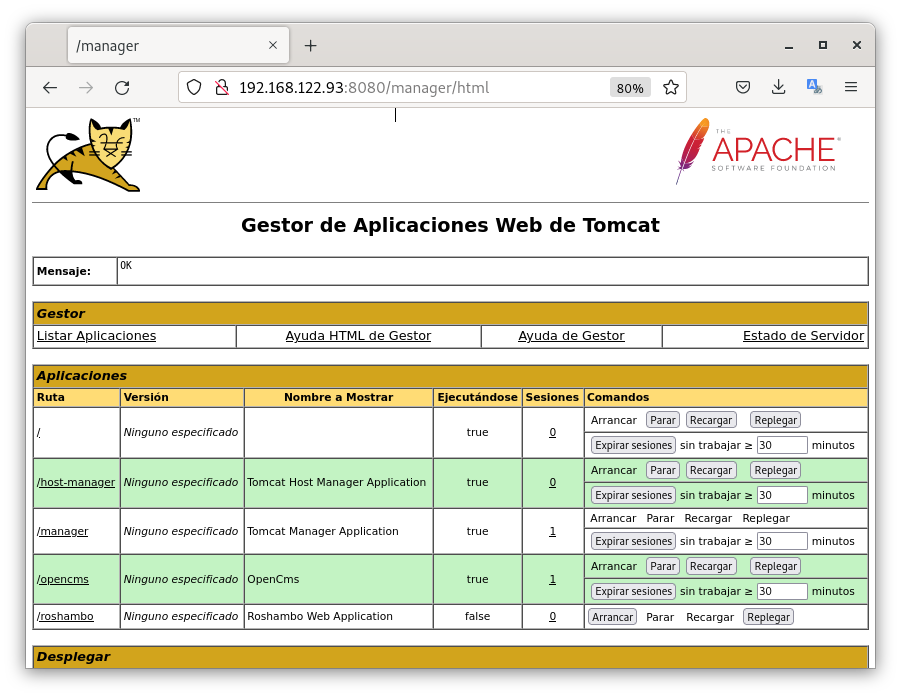 /manager
192.168.122.93:8080/manager/html 80%
TM
THE
APACHE®
SOFTWARE FOUNDATION
Gestor de Aplicaciones Web de Tomcat
Mensaje: OK
Gestor
Listar Aplicaciones Ayuda HTML de Gestor Ayuda de Gestor Estado de Servidor
Aplicaciones
Ruta Versión Nombre a Mostrar Ejecutándose Sesiones Comandos
/ Ninguno especificado true 0 Arrancar Parar Recargar Replegar
Expirar sesiones sin trabajar ≥ 30 minutos
/host-manager Ninguno especificado Tomcat Host Manager Application true 0 Arrancar Parar Recargar Replegar
Expirar sesiones sin trabajar ≥ 30 minutos
/manager Ninguno especificado Tomcat Manager Application true 1 Arrancar Parar Recargar Replegar
Expirar sesiones sin trabajar ≥ 30 minutos
/opencms Ninguno especificado OpenCms true 1 Arrancar Parar Recargar Replegar
Expirar sesiones sin trabajar ≥ 30 minutos
/roshambo Ninguno especificado Roshambo Web Application false 0 Arrancar Parar Recargar Replegar
Desplegar